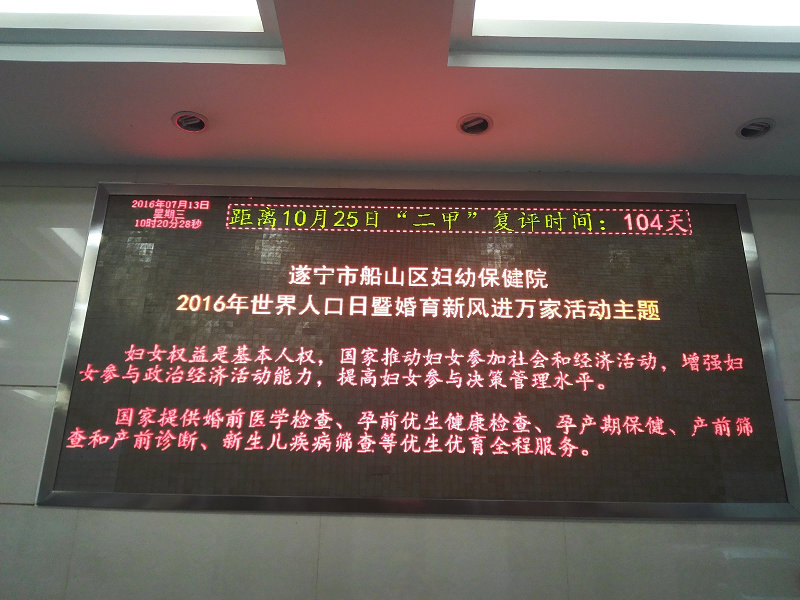 2016年07月13日
星期三
10时20分28秒
距离10月25日“二甲”复评时间：104天
遂宁市船山区妇幼保健院
2016年世界人口日暨婚育新风进万家活动主题
妇女权益是基本人权，国家推动妇女参加社会和经济活动，增强妇
女参与政治经济活动能力，提高妇女参与决策管理水平。
国家提供婚前医学检查、孕前优生健康检查、孕产期保健、产前筛
查和产前诊断、新生儿疾病筛查等优生优育全程服务。